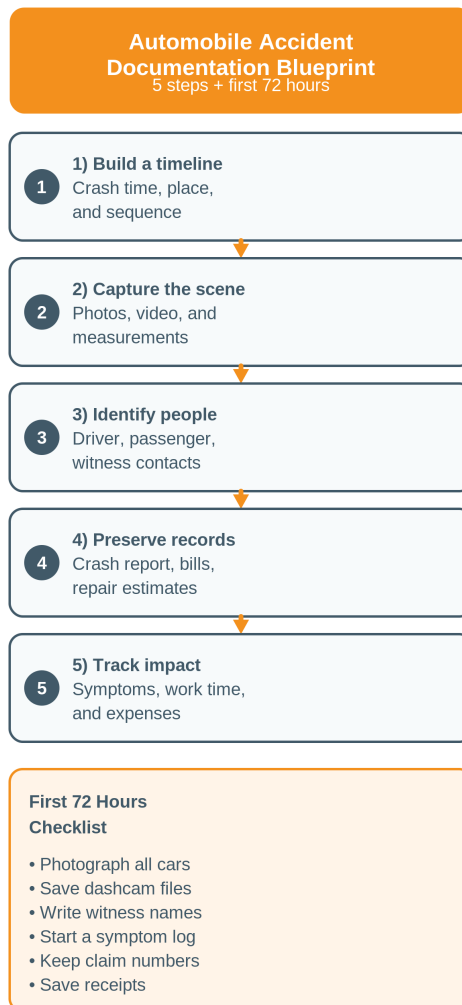 Automobile Accident
Documentation Blueprint
5 steps + first 72 hours
1
1) Build a timeline
Crash time, place,
and sequence
2
2) Capture the scene
Photos, video, and
measurements
3
3) Identify people
Driver, passenger,
witness contacts
4
4) Preserve records
Crash report, bills,
repair estimates
5
5) Track impact
Symptoms, work time,
and expenses
First 72 Hours
Checklist
• Photograph all cars
• Save dashcam files
• Write witness names
• Start a symptom log
• Keep claim numbers
• Save receipts